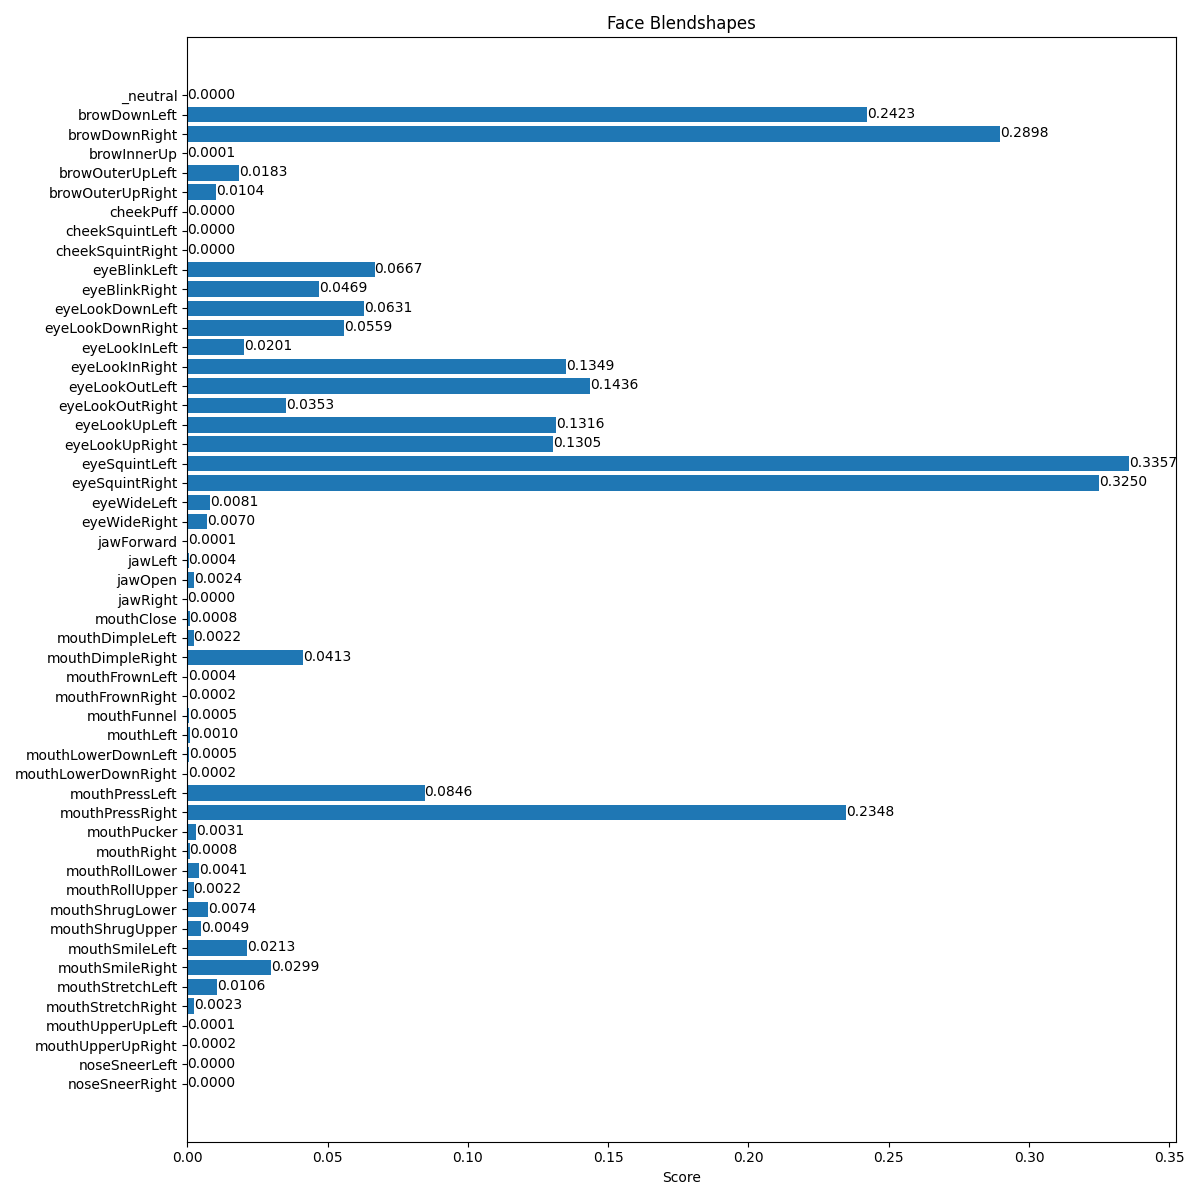 Face Blendshapes
_neutral 0.0000
browDownLeft 0.2423
browDownRight 0.2898
browInnerUp 0.0001
browOuterUpLeft 0.0183
browOuterUpRight 0.0104
cheekPuff 0.0000
cheekSquintLeft 0.0000
cheekSquintRight 0.0000
eyeBlinkLeft 0.0667
eyeBlinkRight 0.0469
eyeLookDownLeft 0.0631
eyeLookDownRight 0.0559
eyeLookInLeft 0.0201
eyeLookInRight 0.1349
eyeLookOutLeft 0.1436
eyeLookOutRight 0.0353
eyeLookUpLeft 0.1316
eyeLookUpRight 0.1305
eyeSquintLeft 0.3357
eyeSquintRight 0.3250
eyeWideLeft 0.0081
eyeWideRight 0.0070
jawForward 0.0001
jawLeft 0.0004
jawOpen 0.0024
jawRight 0.0000
mouthClose 0.0008
mouthDimpleLeft 0.0022
mouthDimpleRight 0.0413
mouthFrownLeft 0.0004
mouthFrownRight 0.0002
mouthFunnel 0.0005
mouthLeft 0.0010
mouthLowerDownLeft 0.0005
mouthLowerDownRight 0.0002
mouthPressLeft 0.0846
mouthPressRight 0.2348
mouthPucker 0.0031
mouthRight 0.0008
mouthRollLower 0.0041
mouthRollUpper 0.0022
mouthShrugLower 0.0074
mouthShrugUpper 0.0049
mouthSmileLeft 0.0213
mouthSmileRight 0.0299
mouthStretchLeft 0.0106
mouthStretchRight 0.0023
mouthUpperUpLeft 0.0001
mouthUpperUpRight 0.0002
noseSneerLeft 0.0000
noseSneerRight 0.0000
0.00 0.05 0.10 0.15 0.20 0.25 0.30 0.35
Score